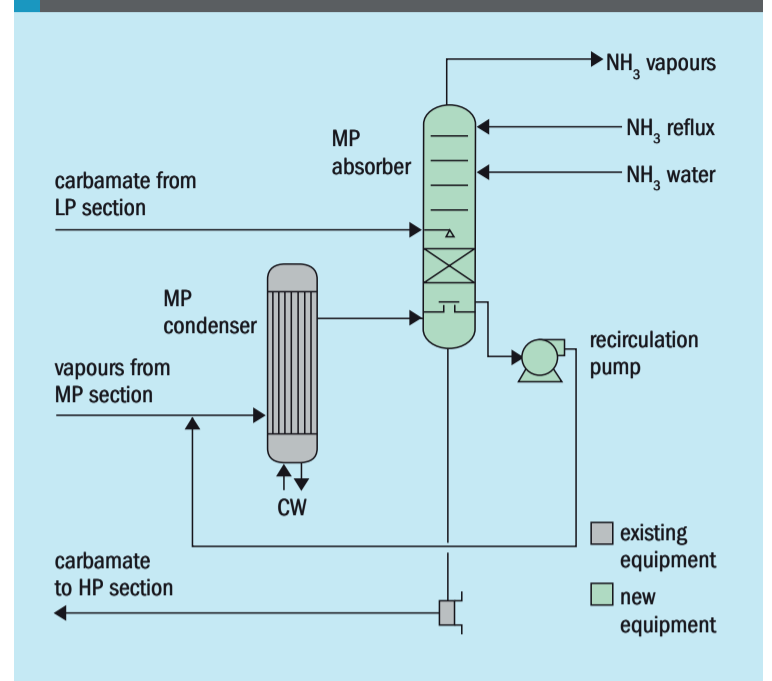 NH₃ vapours
MP
absorber
NH₃ reflux
NH₃ water
carbamate from
LP section
MP
condenser
vapours from
MP section
recirculation
pump
CW
carbamate
to HP section
existing
equipment
new
equipment